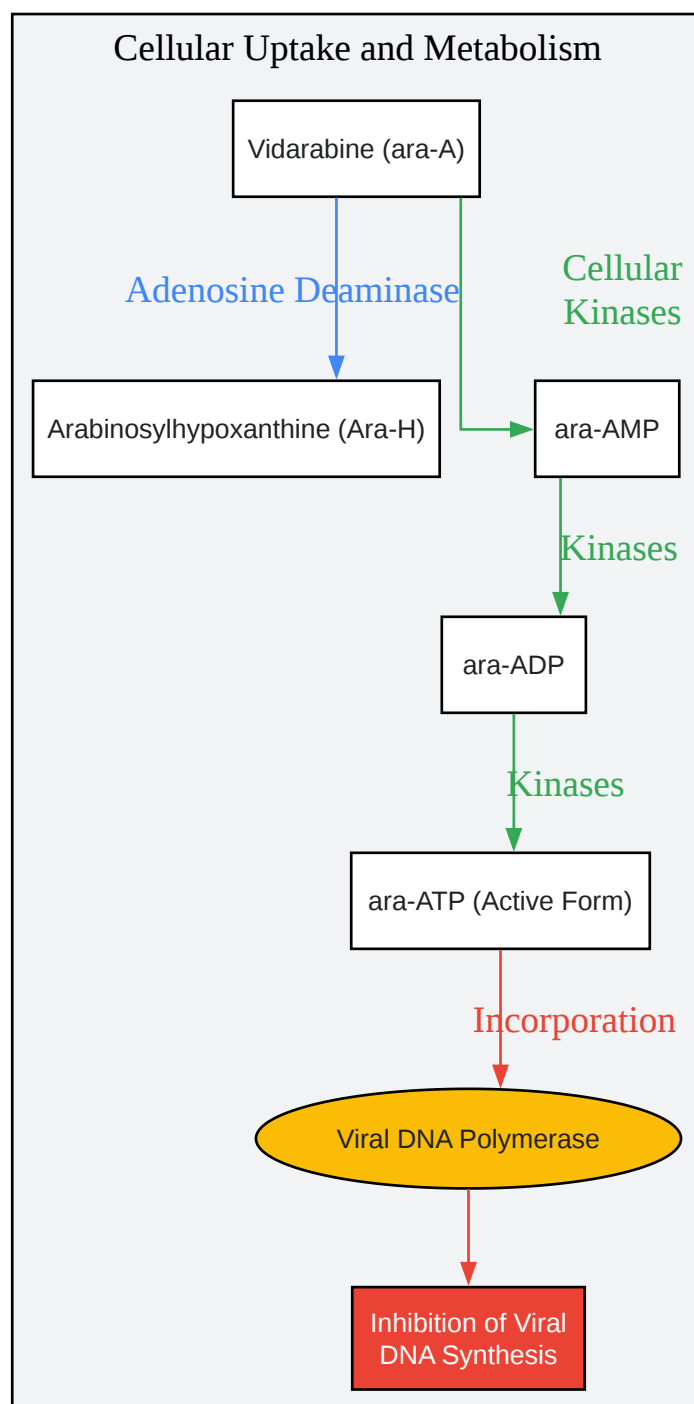 Cellular Uptake and Metabolism
Vidarabine (ara-A)
Adenosine Deaminase
Cellular
Kinases
Arabinosylhypoxanthine (Ara-H)
ara-AMP
Kinases
ara-ADP
Kinases
ara-ATP (Active Form)
Incorporation
Viral DNA Polymerase
Inhibition of Viral
DNA Synthesis